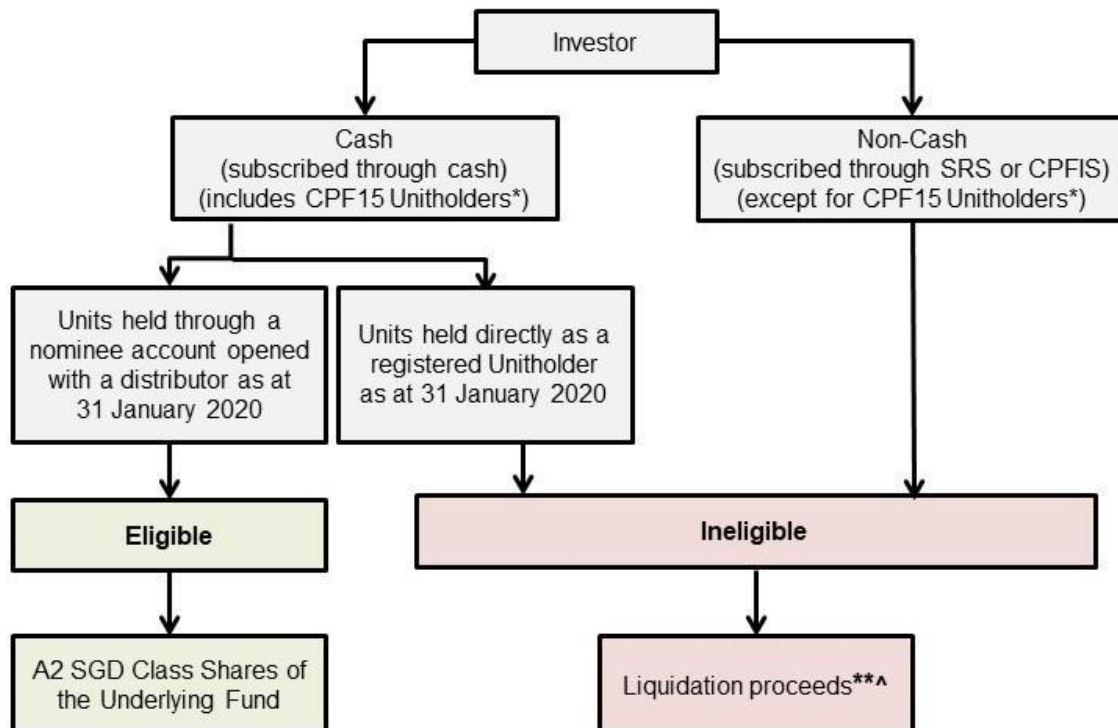 Investor
Cash
(subscribed through cash)
(includes CPF15 Unitholders*)
Non-Cash
(subscribed through SRS or CPFIS)
(except for CPF15 Unitholders*)
Units held through a
nominee account opened
with a distributor as at
31 January 2020
Units held directly as a
registered Unitholder
as at 31 January 2020
Eligible
Ineligible
A2 SGD Class Shares of
the Underlying Fund
Liquidation proceeds**^